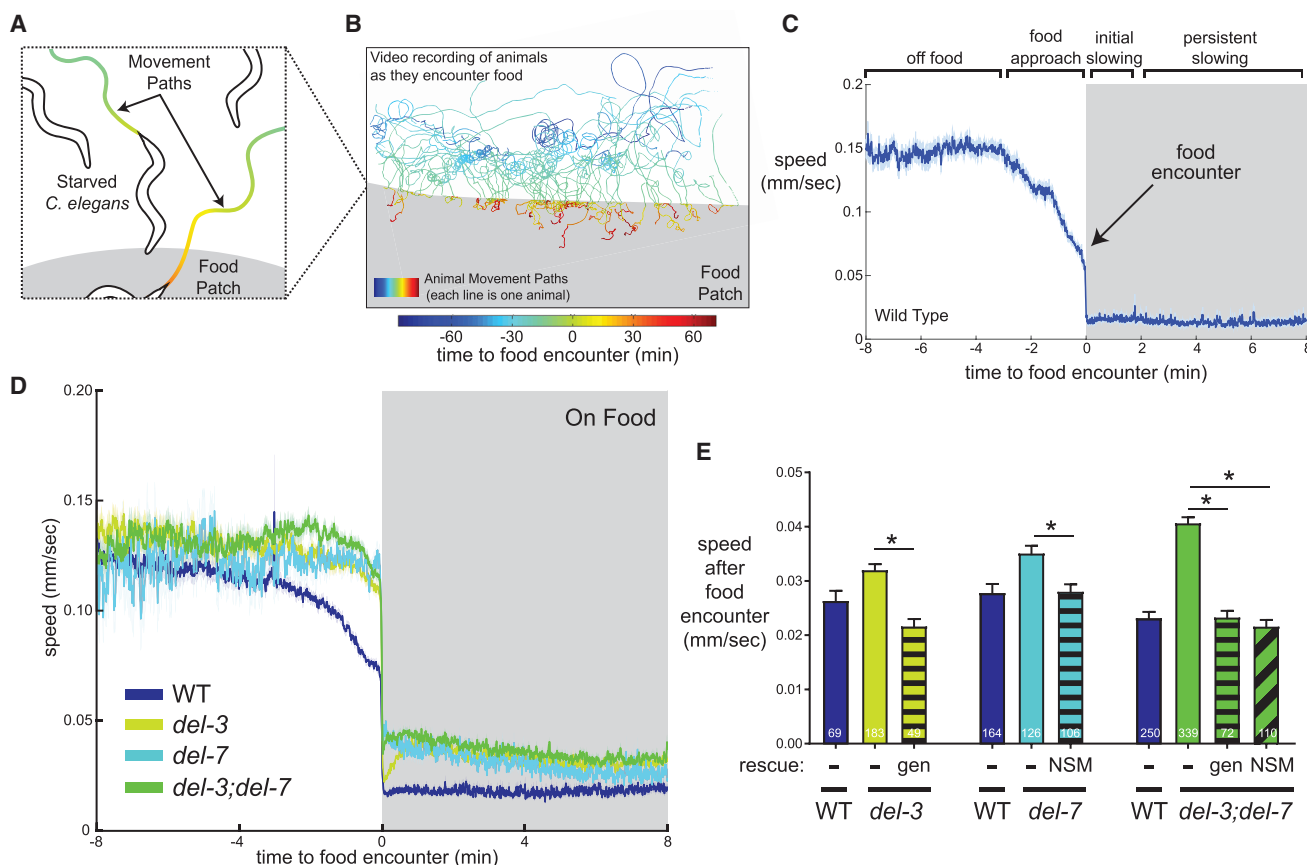 A
Movement
Paths
Starved
C. elegans
Food
Patch
B
Video recording of animals
as they encounter food
Animal Movement Paths
(each line is one animal)
Food
Patch
-60 -30 0 30 60
time to food encounter (min)
C
off food
food
approach
initial
slowing
persistent
slowing
0.2
0.15
0.1
0.05
0
speed
(mm/sec)
food
encounter
Wild Type
-8 -6 -4 -2 0 2 4 6 8
time to food encounter (min)
D
0.20
0.15
0.10
0.05
0
speed (mm/sec)
On Food
WT
del-3
del-7
del-3;del-7
-8 -4 0 4 8
time to food encounter (min)
E
speed
after
food
encounter
(mm/sec)
0.05
0.04
0.03
0.02
0.01
0.00
* * * *
69 183 49 164 126 106 250 339 72 110
rescue: - - gen - - NSM - - gen NSM
WT del-3 WT del-7 WT del-3;del-7